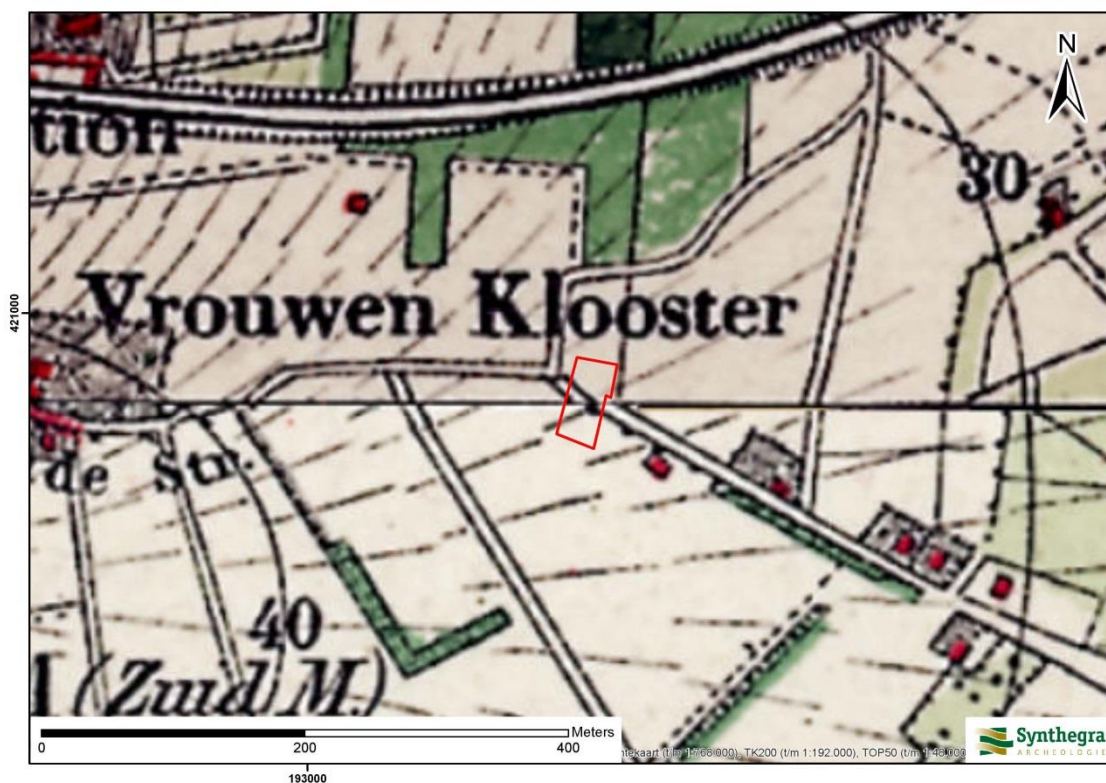 N
tion
30
Vrouwen Klooster
421000
de Str.
40
(Zuid M.)
0 200 400 Meters
TK200 (t/m 1:192.000), TOP50 (t/m
193000
Synthegra
ARCHEOLOGIE